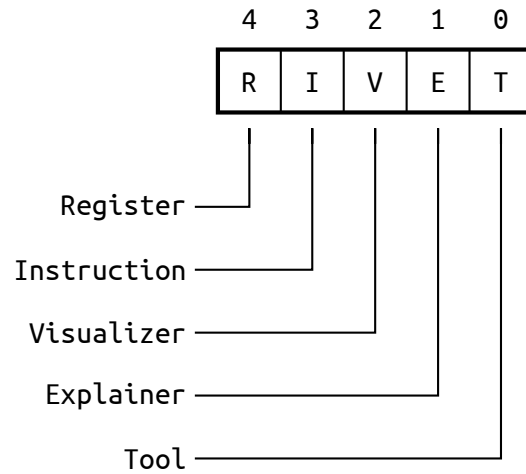 4 3 2 1 0
R I V E T
Register
Instruction
Visualizer
Explainer
Tool